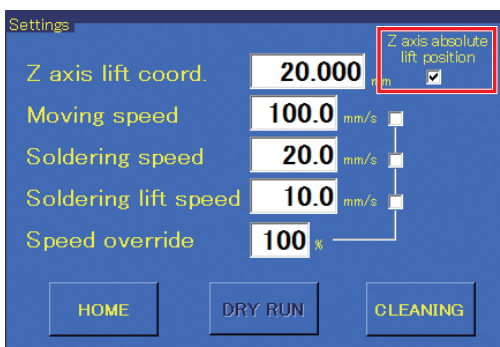 Settings
Z axis absolute
lift position
Z axis lift coord. 20.000 mm
Moving speed 100.0 mm/s
Soldering speed 20.0 mm/s
Soldering lift speed 10.0 mm/s
Speed override 100 %
HOME DRY RUN CLEANING